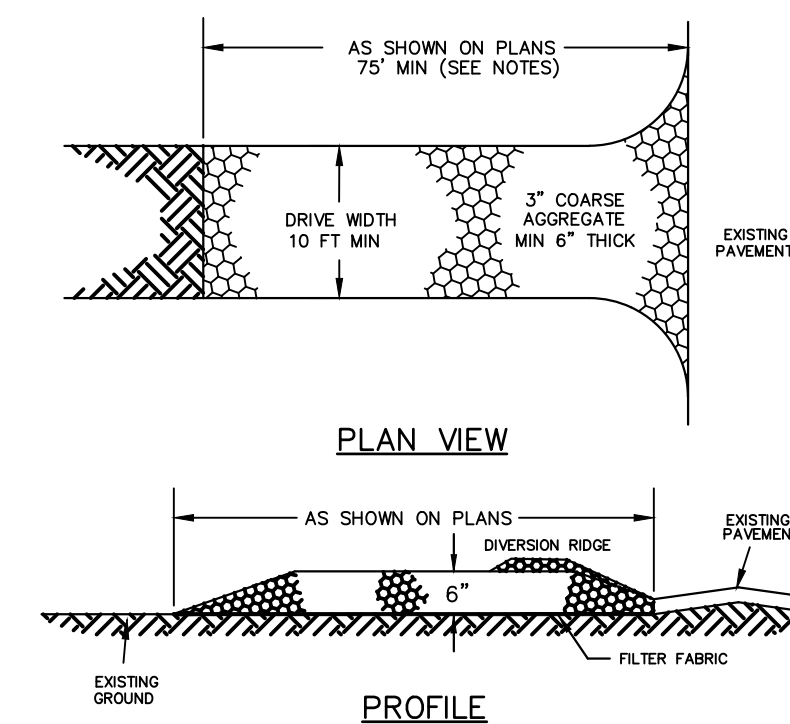 AS SHOWN ON PLANS
75' MIN (SEE NOTES)
DRIVE WIDTH
10 FT MIN
3" COARSE
AGGREGATE
MIN 6" THICK
EXISTING
PAVEMENT
PLAN VIEW
AS SHOWN ON PLANS
DIVERSION RIDGE
EXISTING
PAVEMEN
6"
FILTER FABRIC
EXISTING
GROUND
PROFILE